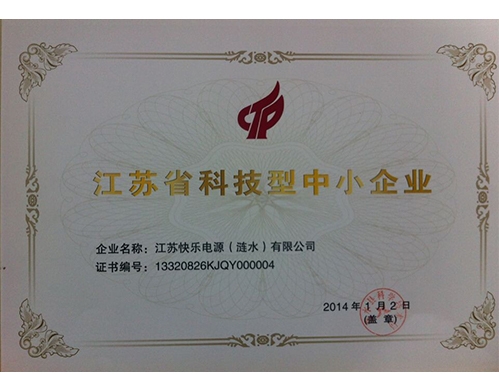 江苏省科技型中小企业
企业名称：江苏快乐电源（涟水）有限公司
证书编号：13320826KJQY000004
2014年1月2日
(盖章)